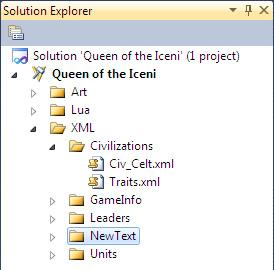 Solution Explorer
Solution 'Queen of the Iceni' (1 project)
Queen of the Iceni
Art
Lua
XML
Civilizations
Civ_Celt.xml
Traits.xml
GameInfo
Leaders
NewText
Units